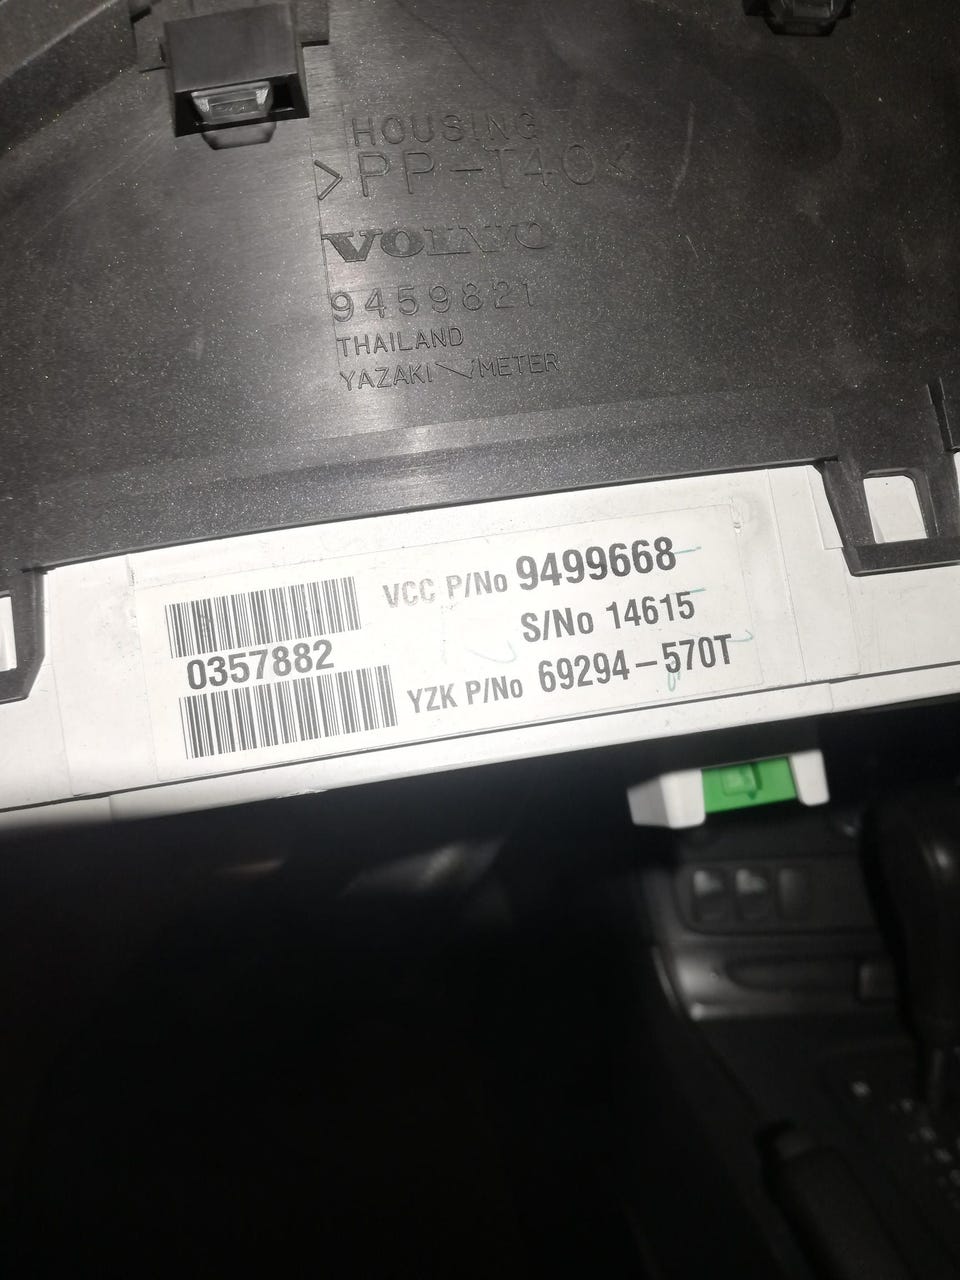 HOUSING
>PP-T40<
VOLVO
9459821
THAILAND
YAZAKI METER
VCC P/No 9499668
S/No 14615
0357882
YZK P/No 69294-570T